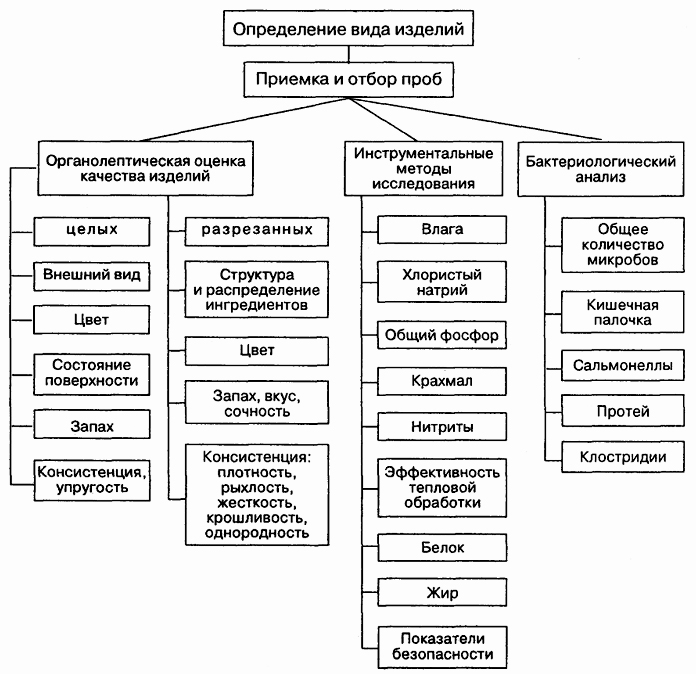 Определение вида изделий
Приемка и отбор проб
Органолептическая оценка
качества изделий
целых
Внешний вид
Цвет
Состояние
поверхности
Запах
Консистенция,
упругость
разрезанных
Структура
и распределение
ингредиентов
Цвет
Запах, вкус,
сочность
Консистенция:
плотность,
рыхлость,
жесткость,
крошливость,
однородность
Инструментальные
методы
исследования
Влага
Хлористый
натрий
Общий фосфор
Крахмал
Нитриты
Эффективность
тепловой
обработки
Белок
Жир
Показатели
безопасности
Бактериологический
анализ
Общее
количество
микробов
Кишечная
палочка
Сальмонеллы
Протей
Клостридии